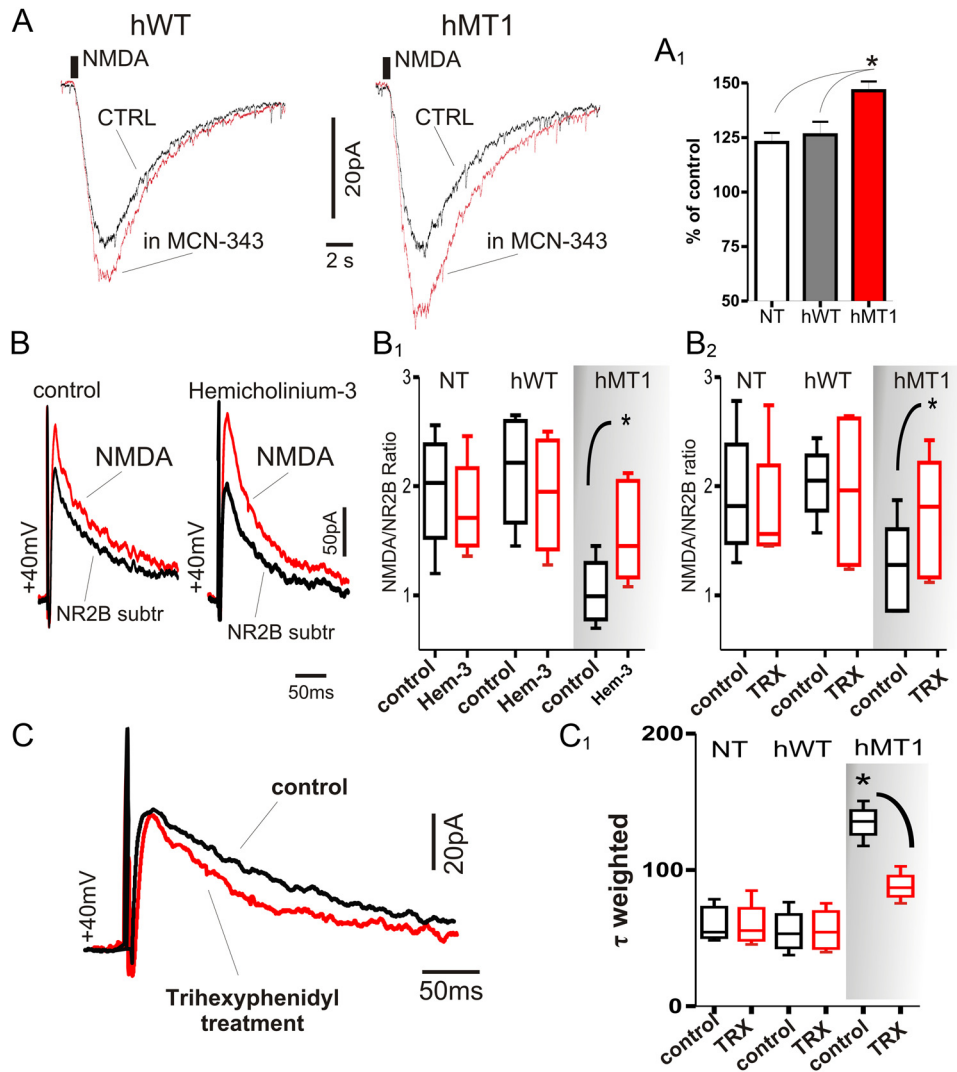 A
hWT
hMT1
NMDA
NMDA
CTRL
CTRL
20pA
2 s
in MCN-343
in MCN-343
A1
*
% of control
150
125
100
75
50
NT
hWT
hMT1
B
control
Hemicholinium-3
NMDA
NMDA
+40mV
+40mV
50pA
NR2B subtr
NR2B subtr
50ms
B1
NT
hWT
hMT1
*
NMDA/NR2B Ratio
3
2
1
control
Hem-3
control
Hem-3
control
Hem-3
B2
NT
hWT
hMT1
*
NMDA/NR2B ratio
3
2
1
control
TRX
control
TRX
control
TRX
C
control
20pA
+40mV
Trihexyphenidyl
treatment
50ms
C1
NT
hWT
hMT1
*
τ weighted
200
100
0
control
TRX
control
TRX
control
TRX